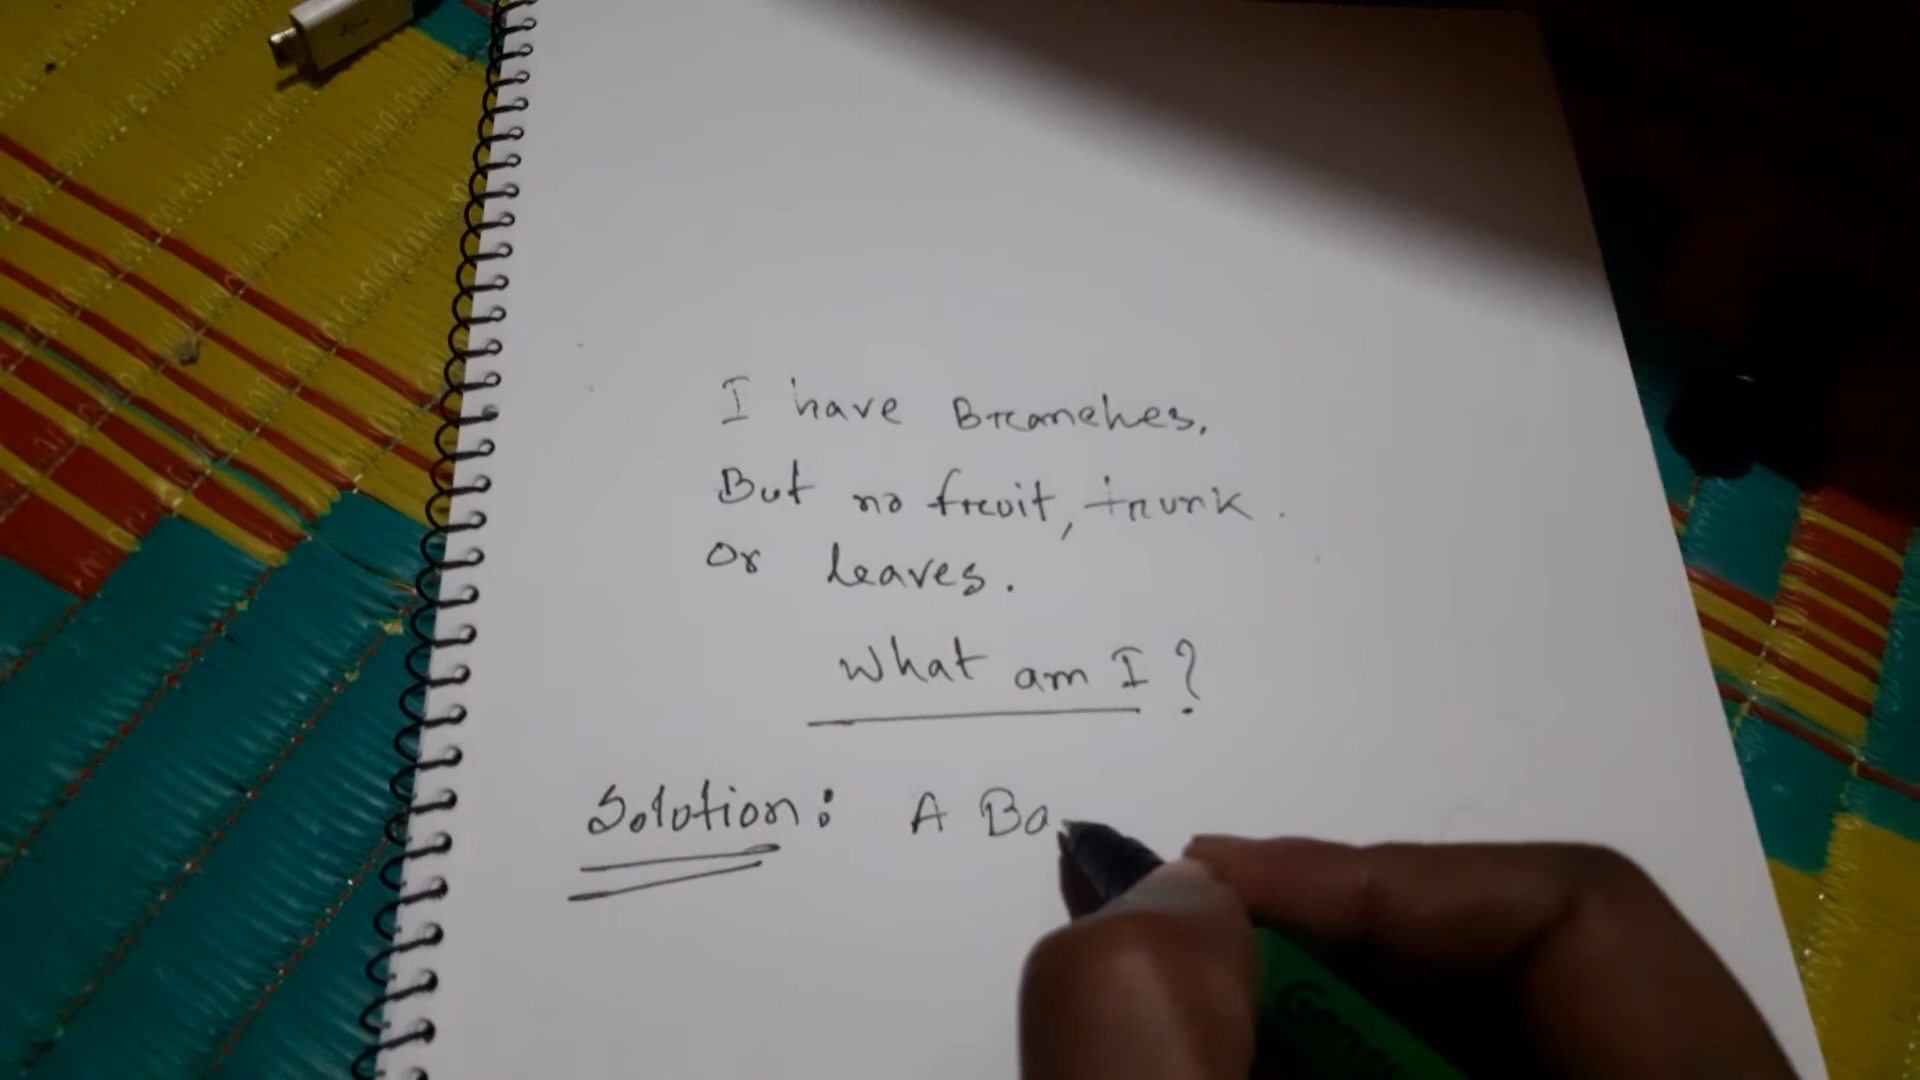 I have Branches,
But no fruit, trunk.
Or leaves.
What am I?
Solution: A Ba